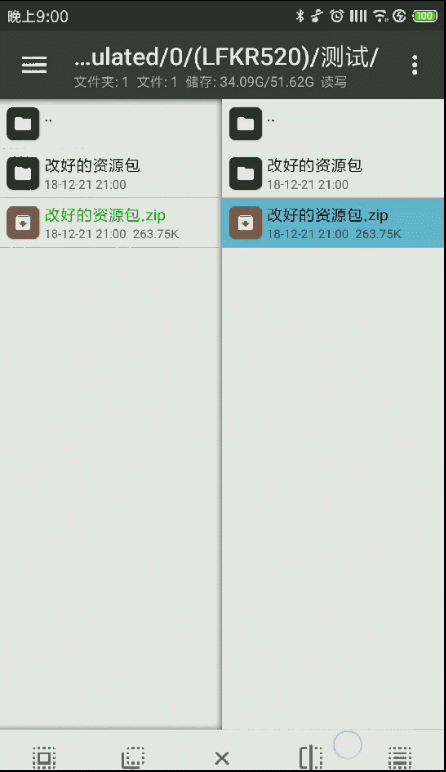 晚上9:00
100
...ulated/0/(LFKR520)/测试/
文件夹: 1 文件: 1 储存: 34.09G/51.62G 读写
..
改好的资源包
18-12-21 21:00
改好的资源包.zip
18-12-21 21:00 263.75K
..
改好的资源包
18-12-21 21:00
改好的资源包.zip
18-12-21 21:00 263.75K